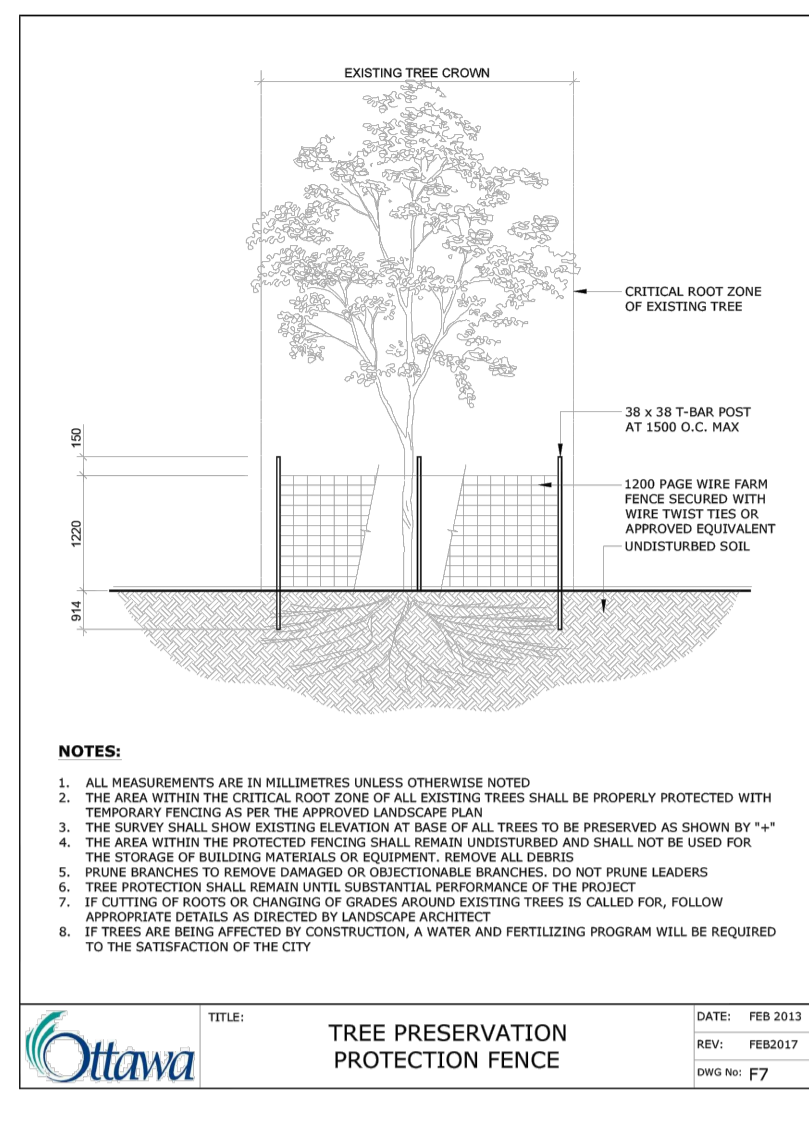 EXISTING TREE CROWN
CRITICAL ROOT ZONE
OF EXISTING TREE
38 x 38 T-BAR POST
AT 1500 O.C. MAX
150
1200 PAGE WIRE FARM
FENCE SECURED WITH
WIRE TWIST TIES OR
APPROVED EQUIVALENT
1220
UNDISTURBED SOIL
914
NOTES:
1. ALL MEASUREMENTS ARE IN MILLIMETRES UNLESS OTHERWISE NOTED
2. THE AREA WITHIN THE CRITICAL ROOT ZONE OF ALL EXISTING TREES SHALL BE PROPERLY PROTECTED WITH
TEMPORARY FENCING AS PER THE APPROVED LANDSCAPE PLAN
3. THE SURVEY SHALL SHOW EXISTING ELEVATION AT BASE OF ALL TREES TO BE PRESERVED AS SHOWN BY "+"
4. THE AREA WITHIN THE PROTECTED FENCING SHALL REMAIN UNDISTURBED AND SHALL NOT BE USED FOR
THE STORAGE OF BUILDING MATERIALS OR EQUIPMENT. REMOVE ALL DEBRIS
5. PRUNE BRANCHES TO REMOVE DAMAGED OR OBJECTIONABLE BRANCHES. DO NOT PRUNE LEADERS
6. TREE PROTECTION SHALL REMAIN UNTIL SUBSTANTIAL PERFORMANCE OF THE PROJECT
7. IF CUTTING OF ROOTS OR CHANGING OF GRADES AROUND EXISTING TREES IS CALLED FOR, FOLLOW
APPROPRIATE DETAILS AS DIRECTED BY LANDSCAPE ARCHITECT
8. IF TREES ARE BEING AFFECTED BY CONSTRUCTION, A WATER AND FERTILIZING PROGRAM WILL BE REQUIRED
TO THE SATISFACTION OF THE CITY
Ottawa
TITLE:
TREE PRESERVATION
PROTECTION FENCE
DATE: FEB 2013
REV: FEB2017
DWG No: F7